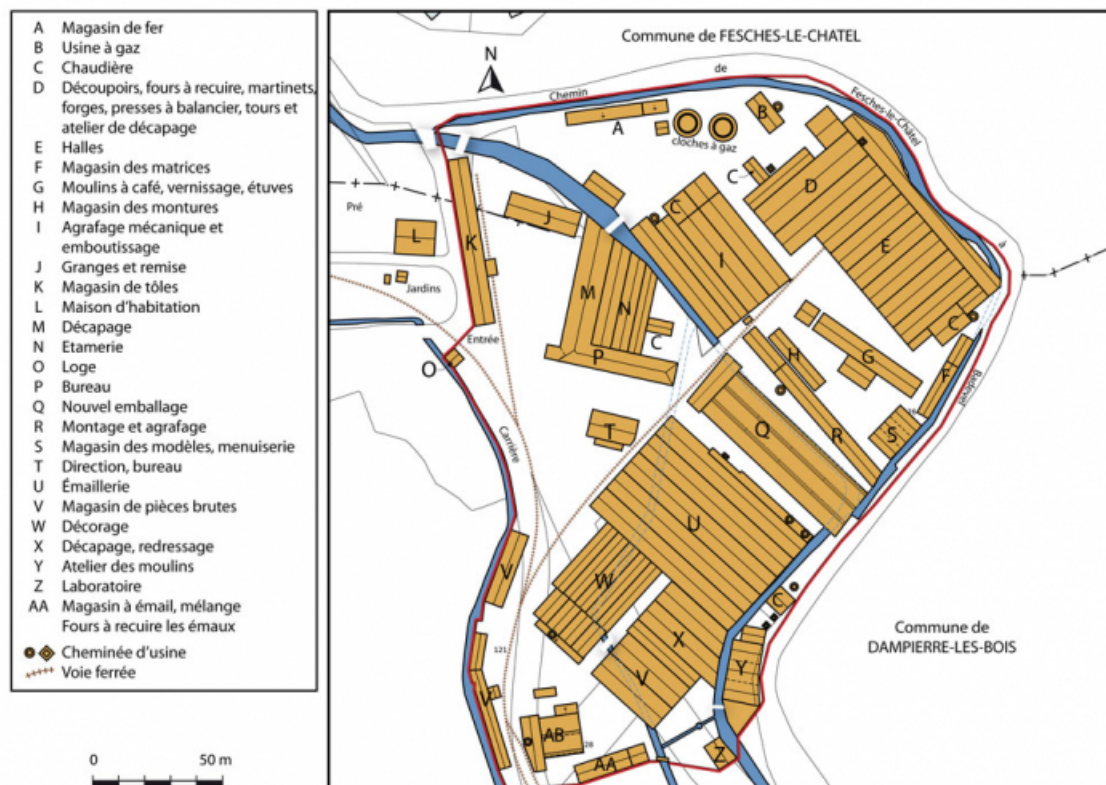 A Magasin de fer
B Usine à gaz
C Chaudière
D Découpoirs, fours à recuire, martinets,
forges, presses à balancier, tours et
atelier de décapage
E Halles
F Magasin des matrices
G Moulins à café, vernissage, étuves
H Magasin des montures
I Agrafage mécanique et
emboutissage
J Granges et remise
K Magasin de tôles
L Maison d'habitation
M Décapage
N Etamerie
O Loge
P Bureau
Q Nouvel emballage
R Montage et agrafage
S Magasin des modèles, menuiserie
T Direction, bureau
U Émaillerie
V Magasin de pièces brutes
W Décorage
X Décapage, redressage
Y Atelier des moulins
Z Laboratoire
AA Magasin à émail, mélange
Fours à recuire les émaux
Cheminée d'usine
Voie ferrée
0 50 m
Commune de FESCHES-LE-CHATEL
N
Chemin
de
Fesches-le-Châtel
à
Badevel
A
B
cloches à gaz
C
D
C
E
Pré
J
L
K
I
Jardins
M
N
C
C
Entrée
H
G
F
O
P
26
T
Q
R
S
Carrière
U
V
W
C
Commune de
DAMPIERRE-LES-BOIS
121
X
Y
V
V
AB
28
AA
Z